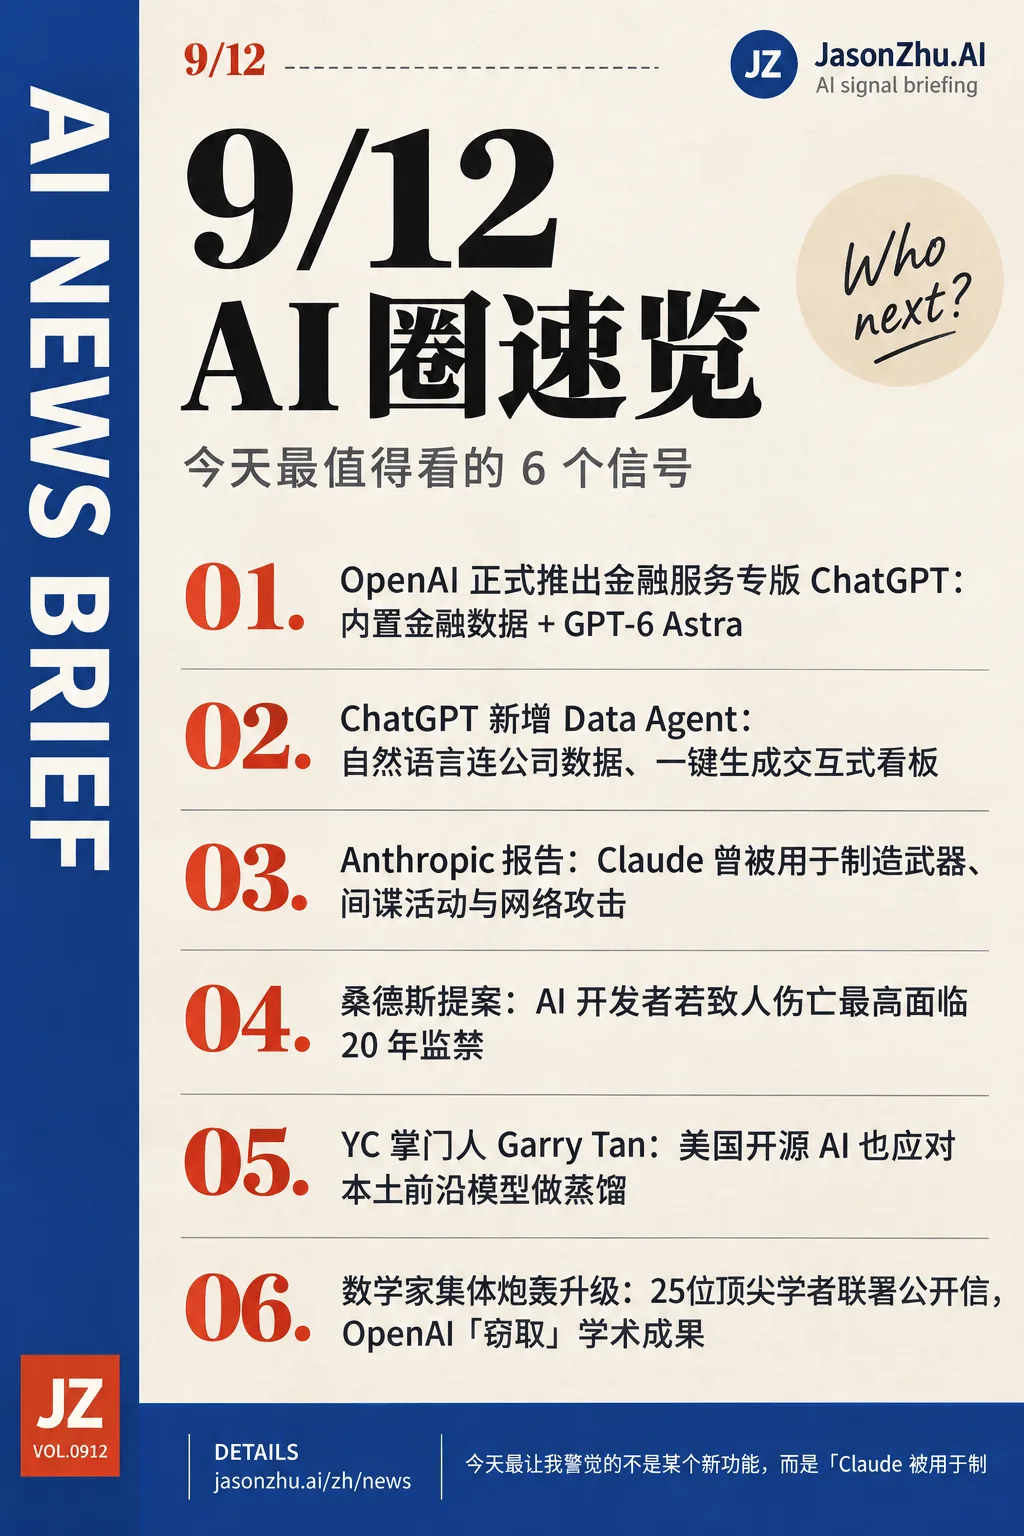 AI NEWS BRIEF
9/12
JZ
JasonZhu.AI
AI signal briefing
9/12
AI 圈速览
Who
next?
今天最值得看的 6 个信号
01.
OpenAI 正式推出金融服务专版 ChatGPT：
内置金融数据 + GPT-6 Astra
02.
ChatGPT 新增 Data Agent：
自然语言连公司数据、一键生成交互式看板
03.
Anthropic 报告：Claude 曾被用于制造武器、
间谍活动与网络攻击
04.
桑德斯提案：AI 开发者若致人伤亡最高面临
20 年监禁
05.
YC 掌门人 Garry Tan：美国开源 AI 也应对
本土前沿模型做蒸馏
06.
数学家集体炮轰升级：25位顶尖学者联署公开信，
OpenAI「窃取」学术成果
JZ
VOL.0912
DETAILS
jasonzhu.ai/zh/news
今天最让我警觉的不是某个新功能，而是「Claude 被用于制